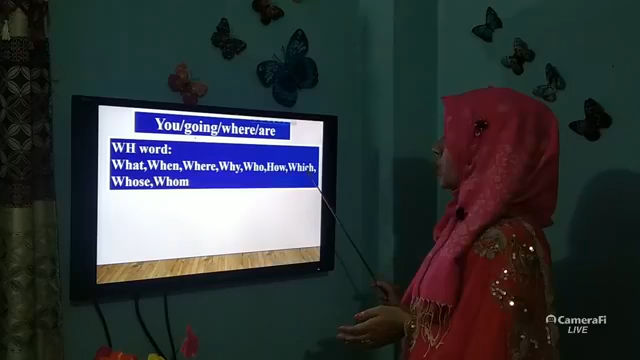 You/going/where/are
WH word:
What,When,Where,Why,Who,How,Which,
Whose,Whom
CameraFi
LIVE